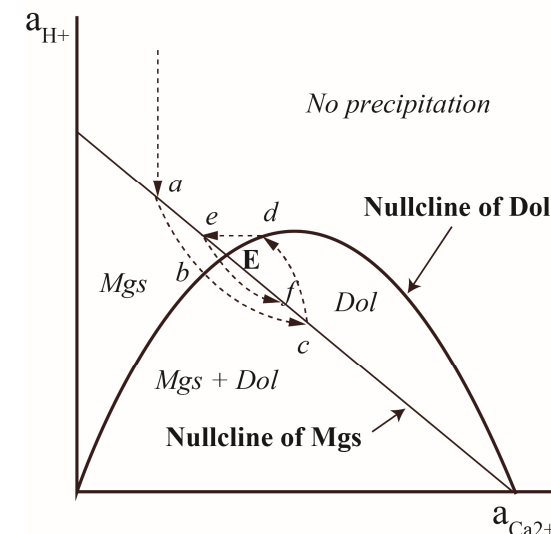 a_H+
No precipitation
a
e
d
Nullcline of Dol
b
E
Mgs
f
Dol
c
Mgs + Dol
Nullcline of Mgs
a_Ca2+